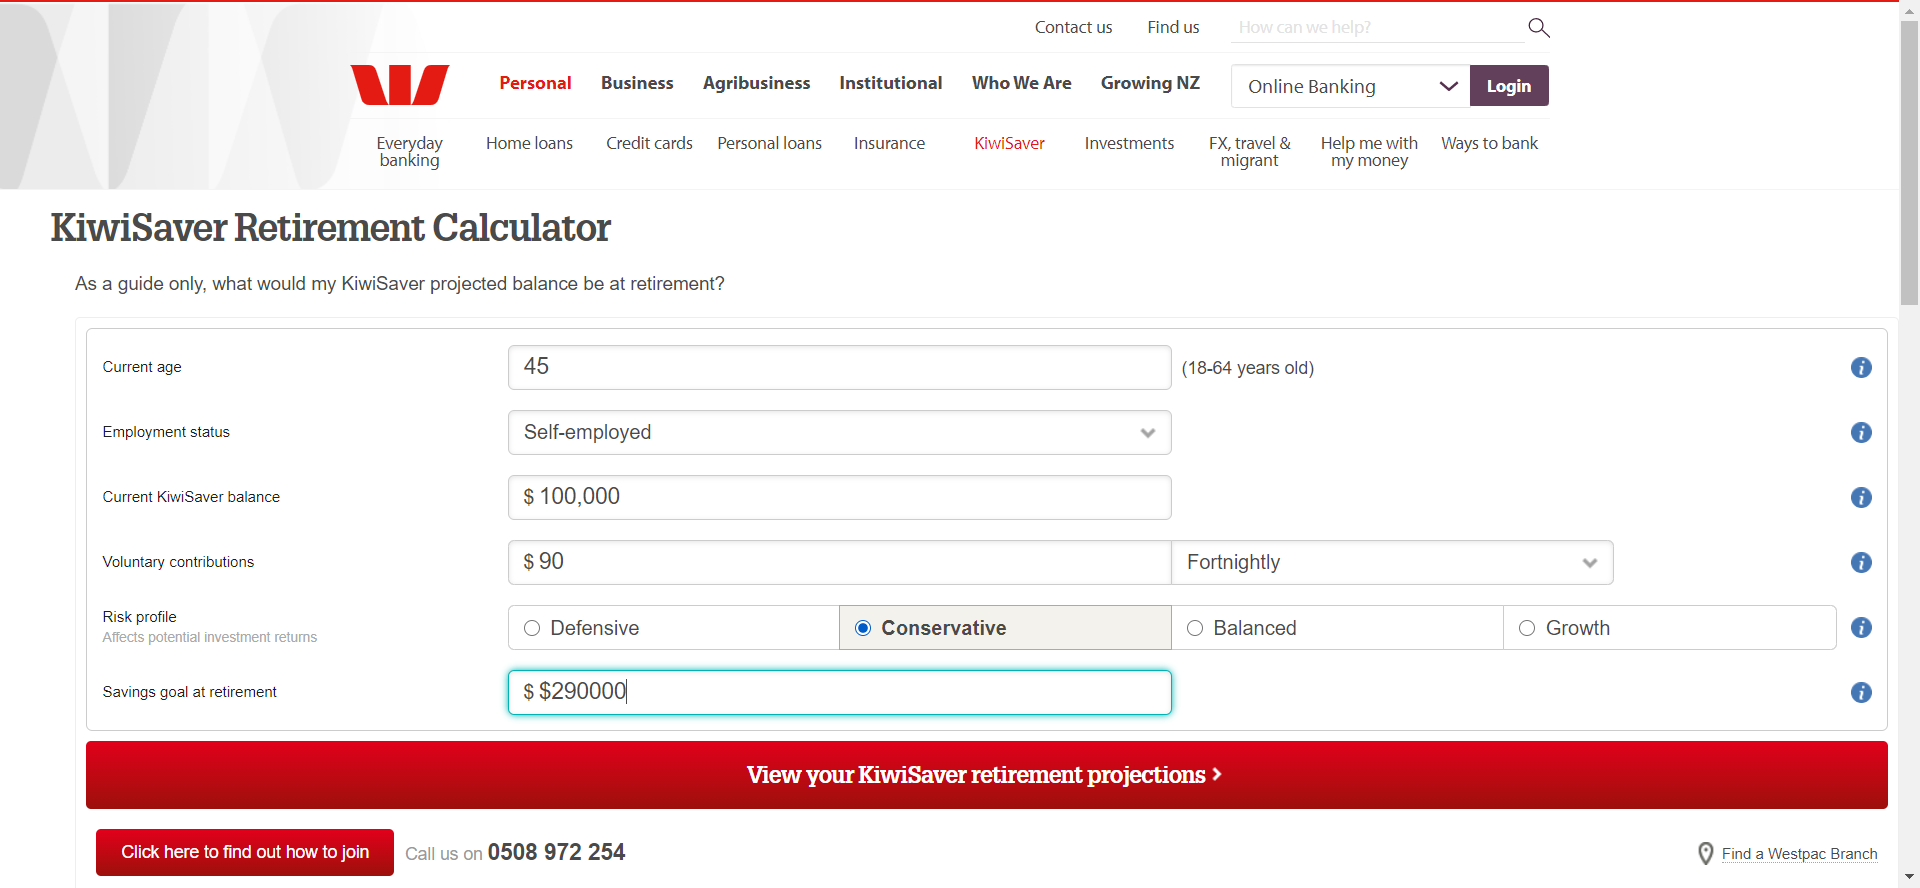 Contact us
Find us
How can we help?
Personal
Business
Agribusiness
Institutional
Who We Are
Growing NZ
Online Banking
Login
Everyday
banking
Home loans
Credit cards
Personal loans
Insurance
KiwiSaver
Investments
FX, travel &
migrant
Help me with
my money
Ways to bank
KiwiSaver Retirement Calculator
As a guide only, what would my KiwiSaver projected balance be at retirement?
Current age
45
(18-64 years old)
Employment status
Self-employed
Current KiwiSaver balance
$ 100,000
Voluntary contributions
$ 90
Fortnightly
Risk profile
Affects potential investment returns
Defensive
Conservative
Balanced
Growth
Savings goal at retirement
$ $290000
View your KiwiSaver retirement projections ›
Click here to find out how to join
Call us on 0508 972 254
Find a Westpac Branch